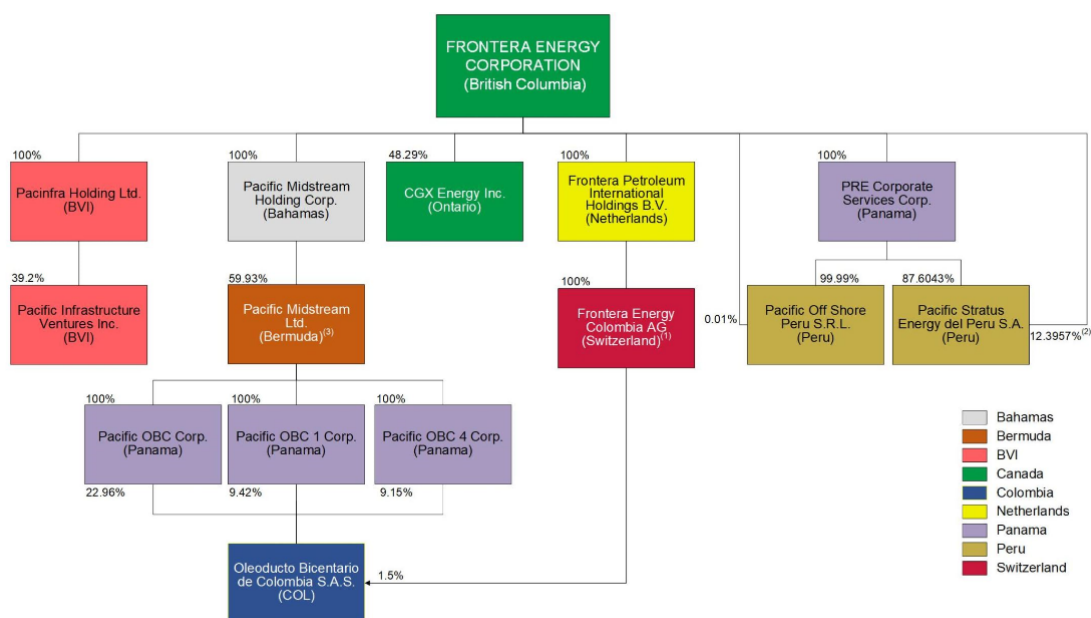 FRONTERA ENERGY
CORPORATION
(British Columbia)
100%
Pacinfra Holding Ltd.
(BVI)
100%
Pacific Midstream
Holding Corp.
(Bahamas)
48.29%
CGX Energy Inc.
(Ontario)
100%
Frontera Petroleum
International
Holdings B.V.
(Netherlands)
100%
PRE Corporate
Services Corp.
(Panama)
39.2%
Pacific Infrastructure
Ventures Inc.
(BVI)
59.93%
Pacific Midstream
Ltd.
(Bermuda)(3)
100%
Frontera Energy
Colombia AG
(Switzerland)(1)
0.01%
99.99%
Pacific Off Shore
Peru S.R.L.
(Peru)
87.6043%
Pacific Stratus
Energy del Peru S.A.
(Peru)
12.3957%(2)
100%
Pacific OBC Corp.
(Panama)
22.96%
100%
Pacific OBC 1 Corp.
(Panama)
9.42%
100%
Pacific OBC 4 Corp.
(Panama)
9.15%
Oleoducto Bicentario
de Colombia S.A.S.
(COL)
1.5%
Bahamas
Bermuda
BVI
Canada
Colombia
Netherlands
Panama
Peru
Switzerland